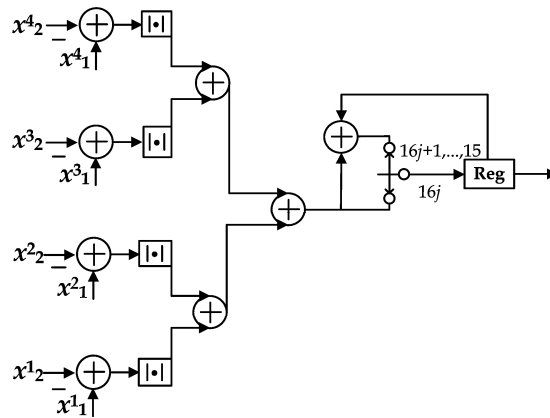 x⁴₂
−
x⁴₁
|•|
+
x³₂
−
x³₁
|•|
+
16j+1,...,15
16j
Reg
x²₂
−
x²₁
|•|
+
x¹₂
−
x¹₁
|•|